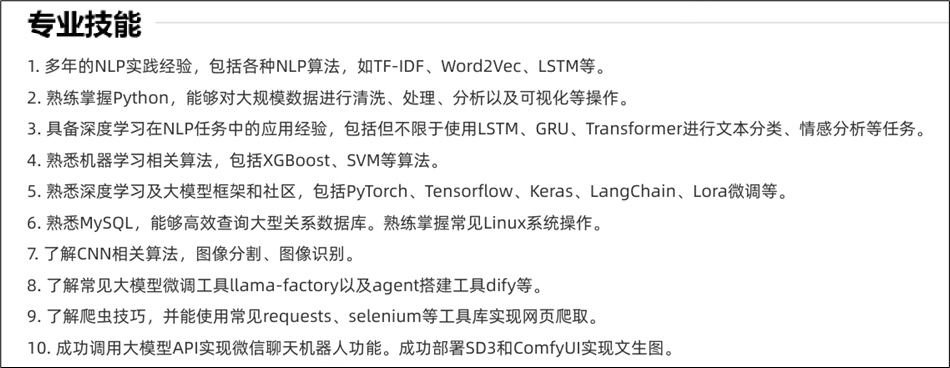 专业技能
1. 多年的NLP实践经验，包括各种NLP算法，如TF-IDF、Word2Vec、LSTM等。
2. 熟练掌握Python，能够对大规模数据进行清洗、处理、分析以及可视化等操作。
3. 具备深度学习在NLP任务中的应用经验，包括但不限于使用LSTM、GRU、Transformer进行文本分类、情感分析等任务。
4. 熟悉机器学习相关算法，包括XGBoost、SVM等算法。
5. 熟悉深度学习及大模型框架和社区，包括PyTorch、Tensorflow、Keras、LangChain、Lora微调等。
6. 熟悉MySQL，能够高效查询大型关系数据库。熟练掌握常见Linux系统操作。
7. 了解CNN相关算法，图像分割、图像识别。
8. 了解常见大模型微调工具llama-factory以及agent搭建工具dify等。
9. 了解爬虫技巧，并能使用常见requests、selenium等工具库实现网页爬取。
10. 成功调用大模型API实现微信聊天机器人功能。成功部署SD3和ComfyUI实现文生图。